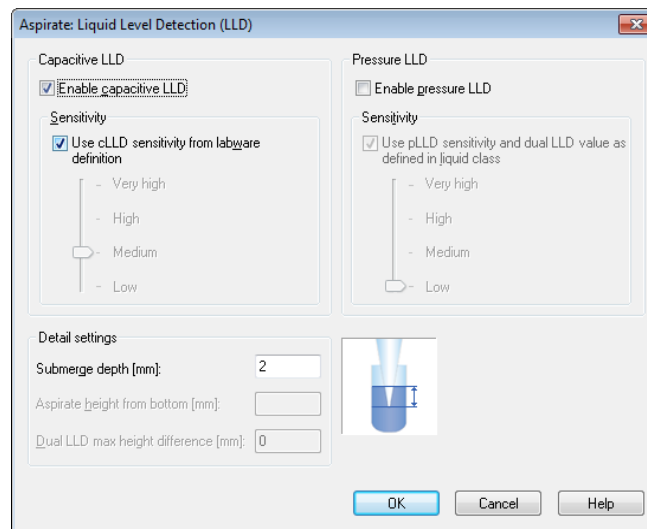 Aspirate: Liquid Level Detection (LLD)
Capacitive LLD
Enable capacitive LLD
Sensitivity
Use cLLD sensitivity from labware
definition
Very high
High
Medium
Low
Pressure LLD
Enable pressure LLD
Sensitivity
Use pLLD sensitivity and dual LLD value as
defined in liquid class
Very high
High
Medium
Low
Detail settings
Submerge depth [mm]: 2
Aspirate height from bottom [mm]:
Dual LLD max height difference [mm]: 0
OK Cancel Help